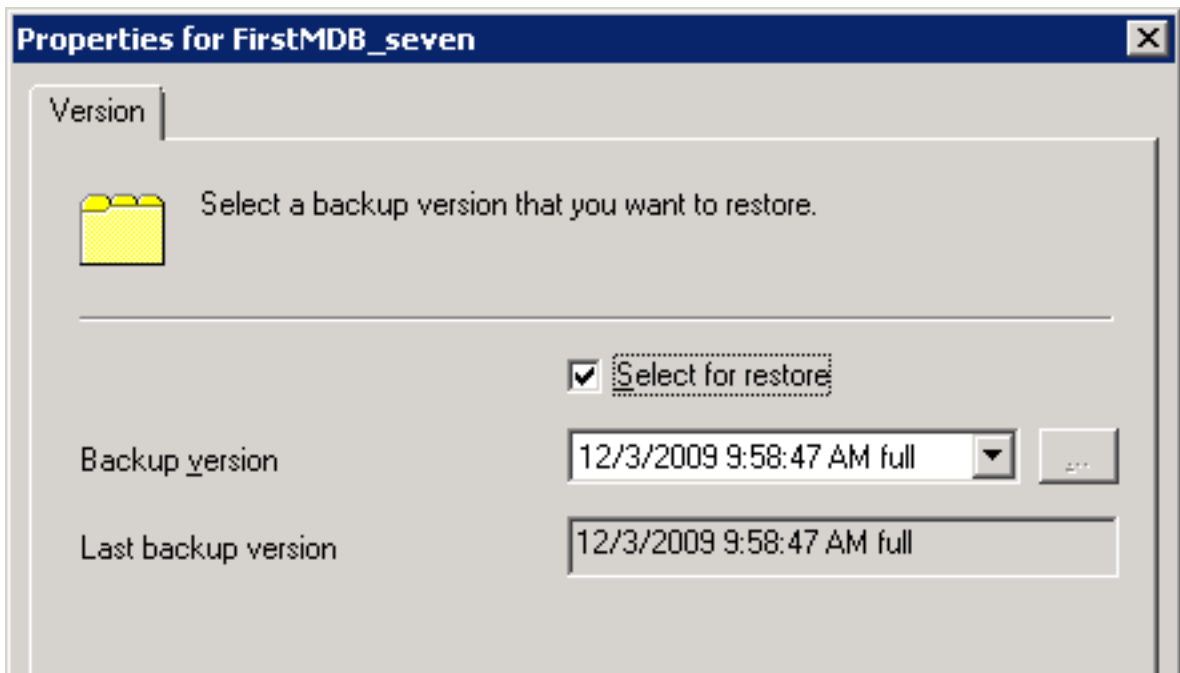 Properties for FirstMDB_seven
Version
Select a backup version that you want to restore.
Select for restore
Backup version
12/3/2009 9:58:47 AM full
...
Last backup version
12/3/2009 9:58:47 AM full